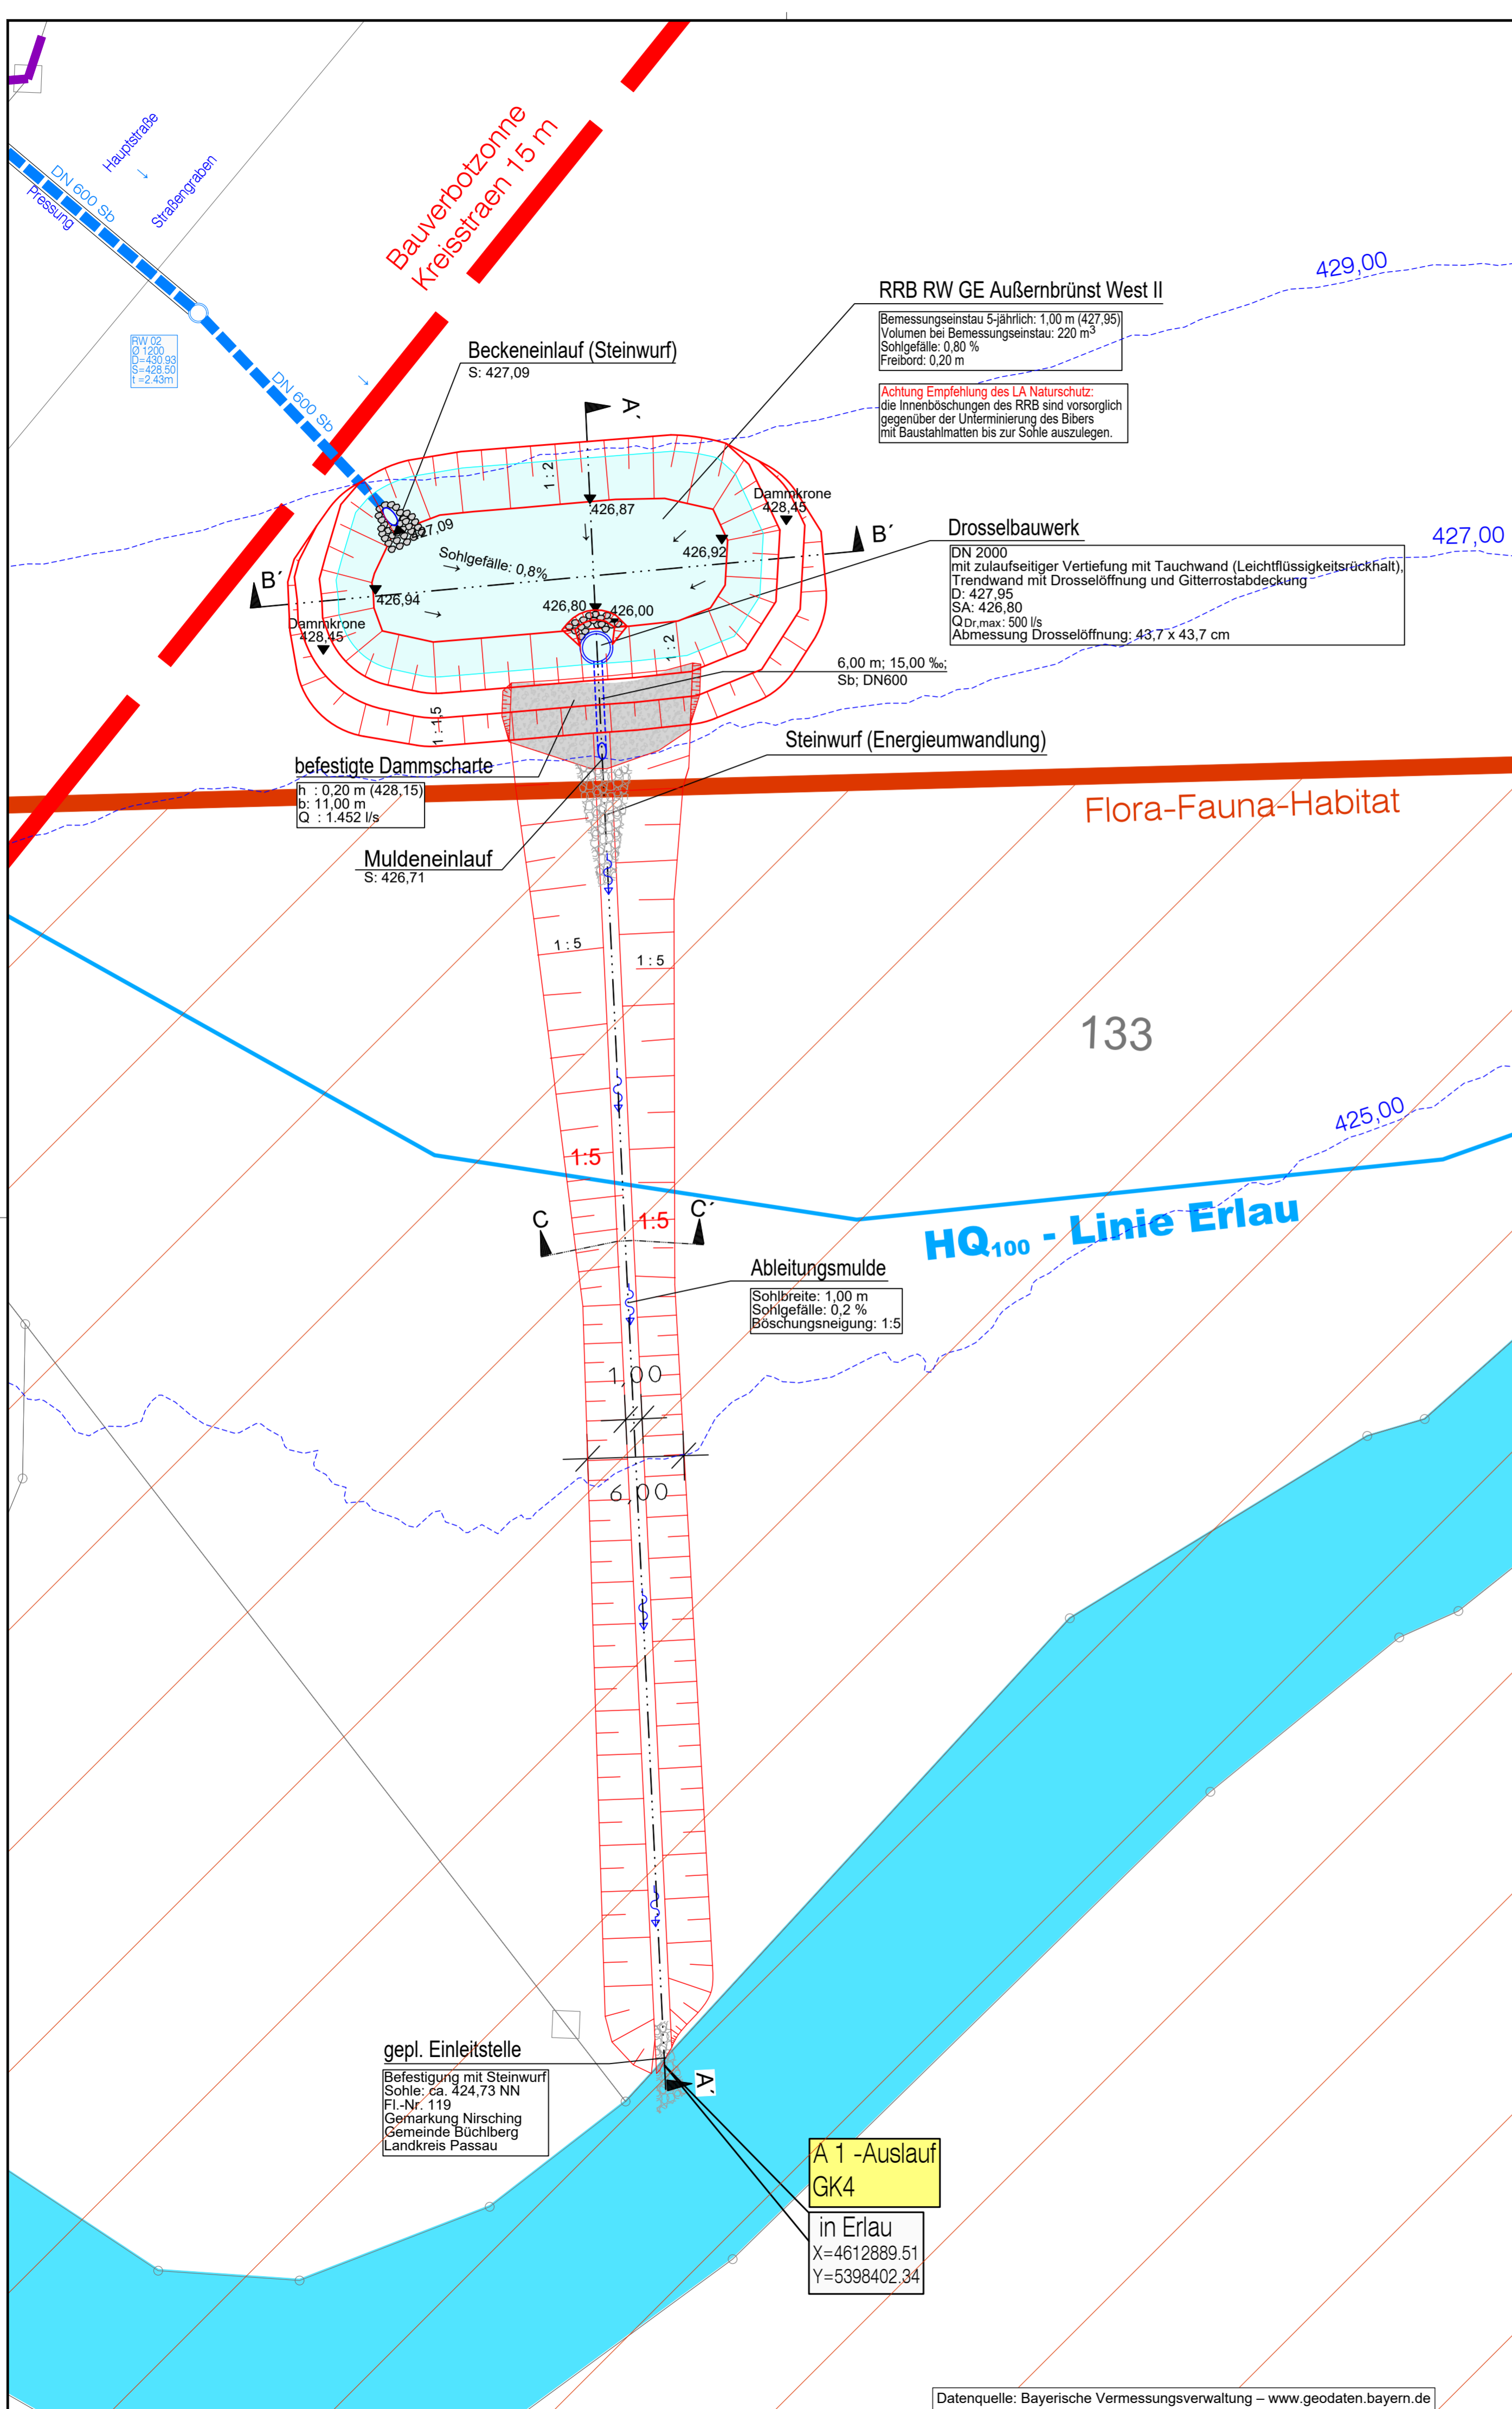 Hauptstraße
→
Straßengraben
DN 600 Sb
Pressung
Bauverbotzonne
Kreisstraen 15 m
RW 02
Ø 1200
D=430.93
S=428.50
t =2.43m
DN 600 Sb
429,00
RRB RW GE Außernbrünst West II
Bemessungseinstau 5-jährlich: 1,00 m (427,95)
Volumen bei Bemessungseinstau: 220 m³
Sohlgefälle: 0,80 %
Freibord: 0,20 m
Achtung Empfehlung des LA Naturschutz:
die Innenböschungen des RRB sind vorsorglich
gegenüber der Unterminierung des Bibers
mit Baustahlmatten bis zur Sohle auszulegen.
Beckeneinlauf (Steinwurf)
S: 427,09
A´
1 : 2
426,87
Dammkrone
428,45
427,09
Sohlgefälle: 0,8%
426,92
B´
B´
426,94
426,80
426,00
Dammkrone
428,45
1 : 2
Drosselbauwerk
DN 2000
mit zulaufseitiger Vertiefung mit Tauchwand (Leichtflüssigkeitsrückhalt),
Trendwand mit Drosselöffnung und Gitterrostabdeckung
D: 427,95
SA: 426,80
QDr,max: 500 l/s
Abmessung Drosselöffnung: 43,7 x 43,7 cm
427,00
6,00 m; 15,00 ‰;
Sb; DN600
1 : 1,5
Steinwurf (Energieumwandlung)
befestigte Dammscharte
h : 0,20 m (428,15)
b: 11,00 m
Q : 1.452 l/s
Flora-Fauna-Habitat
Muldeneinlauf
S: 426,71
1 : 5
1 : 5
133
425,00
1:5
1:5
C
C´
HQ100 - Linie Erlau
Ableitungsmulde
Sohlbreite: 1,00 m
Sohlgefälle: 0,2 %
Böschungsneigung: 1:5
1,00
6,00
gepl. Einleitstelle
Befestigung mit Steinwurf
Sohle: ca. 424,73 NN
Fl.-Nr. 119
Gemarkung Nirsching
Gemeinde Büchlberg
Landkreis Passau
A´
A 1 -Auslauf
GK4
in Erlau
X=4612889.51
Y=5398402.34
Datenquelle: Bayerische Vermessungsverwaltung – www.geodaten.bayern.de